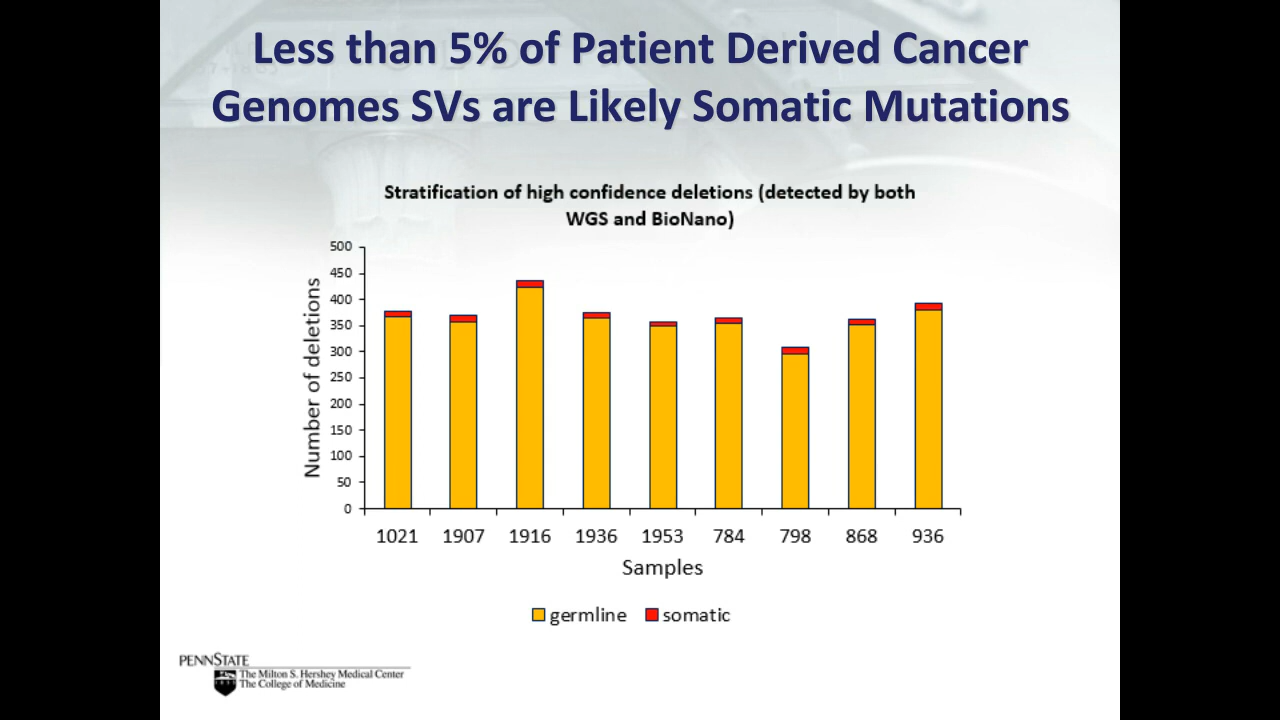 Less than 5% of Patient Derived Cancer
Genomes SVs are Likely Somatic Mutations
Stratification of high confidence deletions (detected by both
WGS and BioNano)
Number of deletions
500
450
400
350
300
250
200
150
100
50
0
1021 1907 1916 1936 1953 784 798 868 936
Samples
germline somatic
PENNSTATE
The Milton S. Hershey Medical Center
The College of Medicine